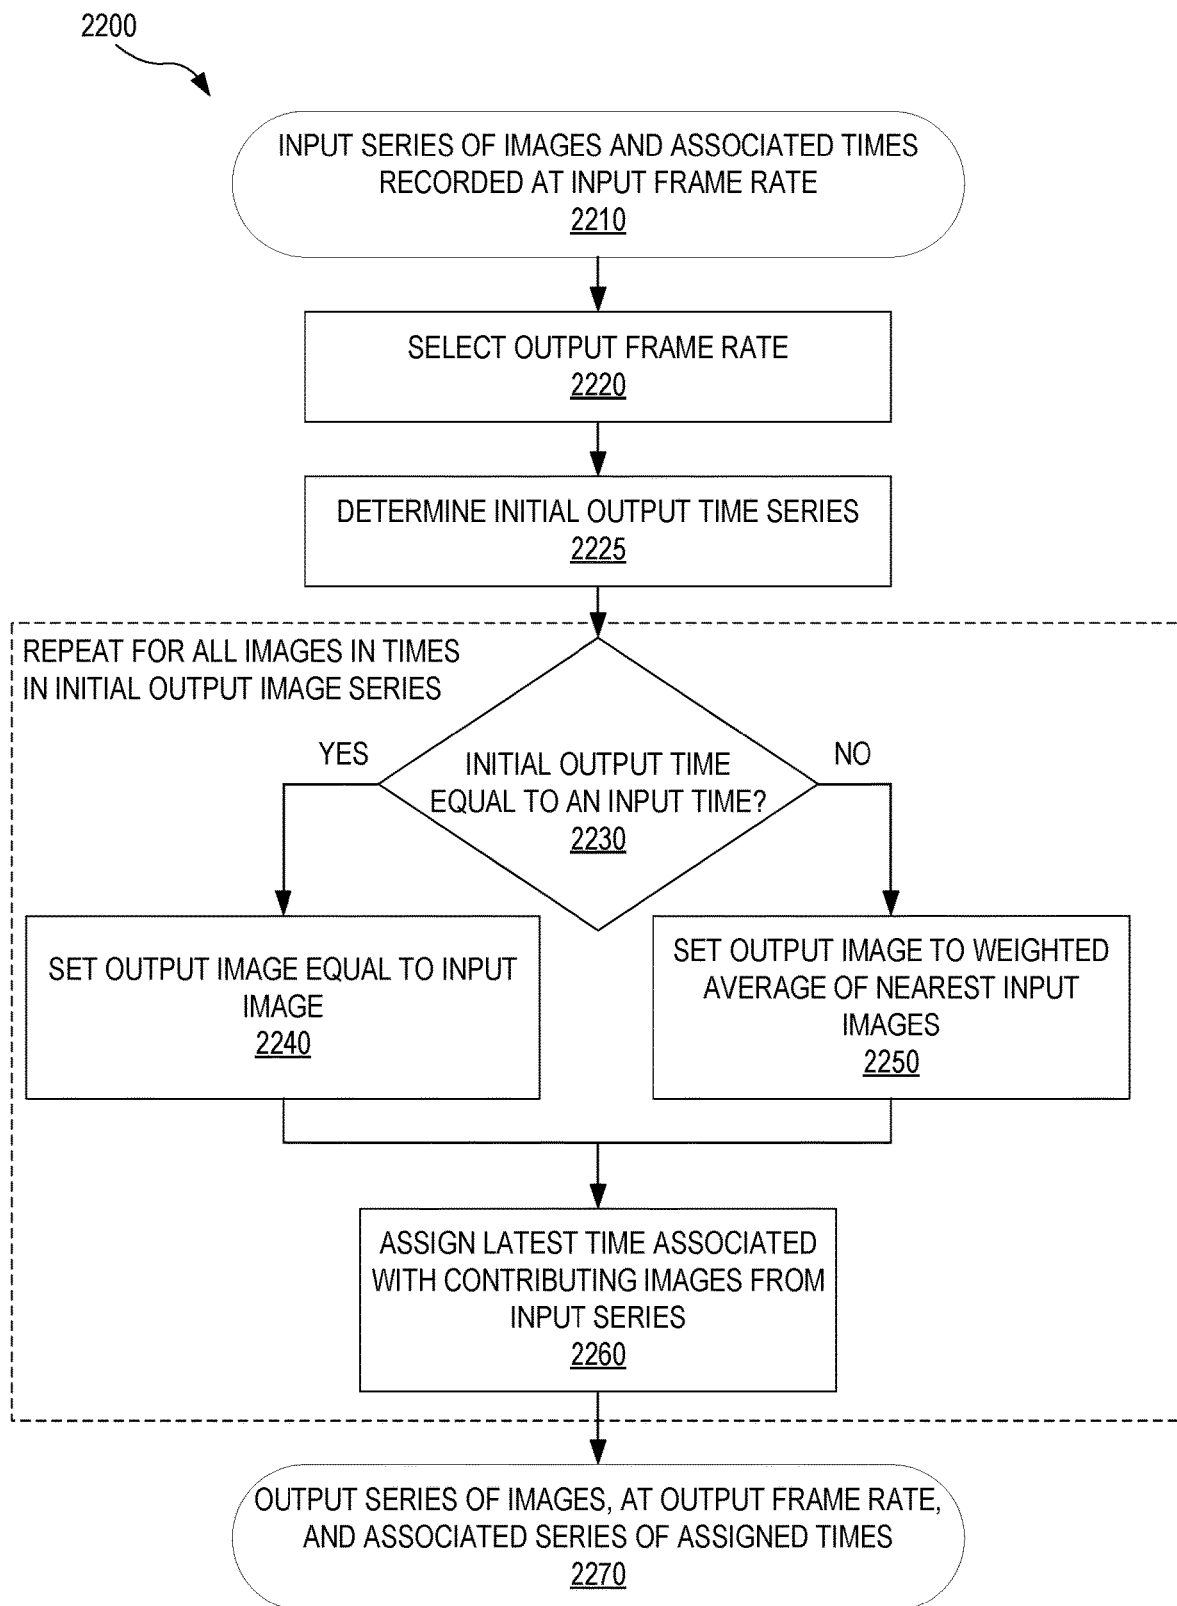 2200
INPUT SERIES OF IMAGES AND ASSOCIATED TIMES
RECORDED AT INPUT FRAME RATE
2210
SELECT OUTPUT FRAME RATE
2220
DETERMINE INITIAL OUTPUT TIME SERIES
2225
REPEAT FOR ALL IMAGES IN TIMES
IN INITIAL OUTPUT IMAGE SERIES
YES
INITIAL OUTPUT TIME
EQUAL TO AN INPUT TIME?
2230
NO
SET OUTPUT IMAGE EQUAL TO INPUT
IMAGE
2240
SET OUTPUT IMAGE TO WEIGHTED
AVERAGE OF NEAREST INPUT
IMAGES
2250
ASSIGN LATEST TIME ASSOCIATED
WITH CONTRIBUTING IMAGES FROM
INPUT SERIES
2260
OUTPUT SERIES OF IMAGES, AT OUTPUT FRAME RATE,
AND ASSOCIATED SERIES OF ASSIGNED TIMES
2270